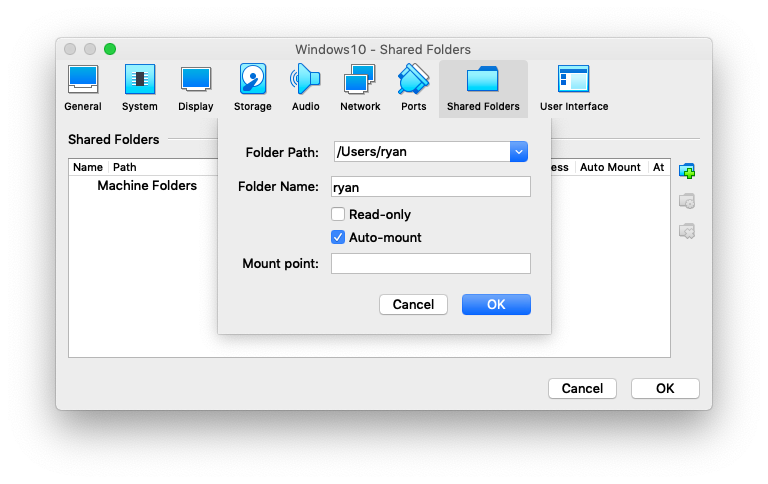 Windows10 - Shared Folders
General System Display Storage Audio Network Ports Shared Folders User Interface
Shared Folders
Folder Path: /Users/ryan
Name Path ess Auto Mount At
Machine Folders
Folder Name: ryan
Read-only
Auto-mount
Mount point:
Cancel OK
Cancel OK